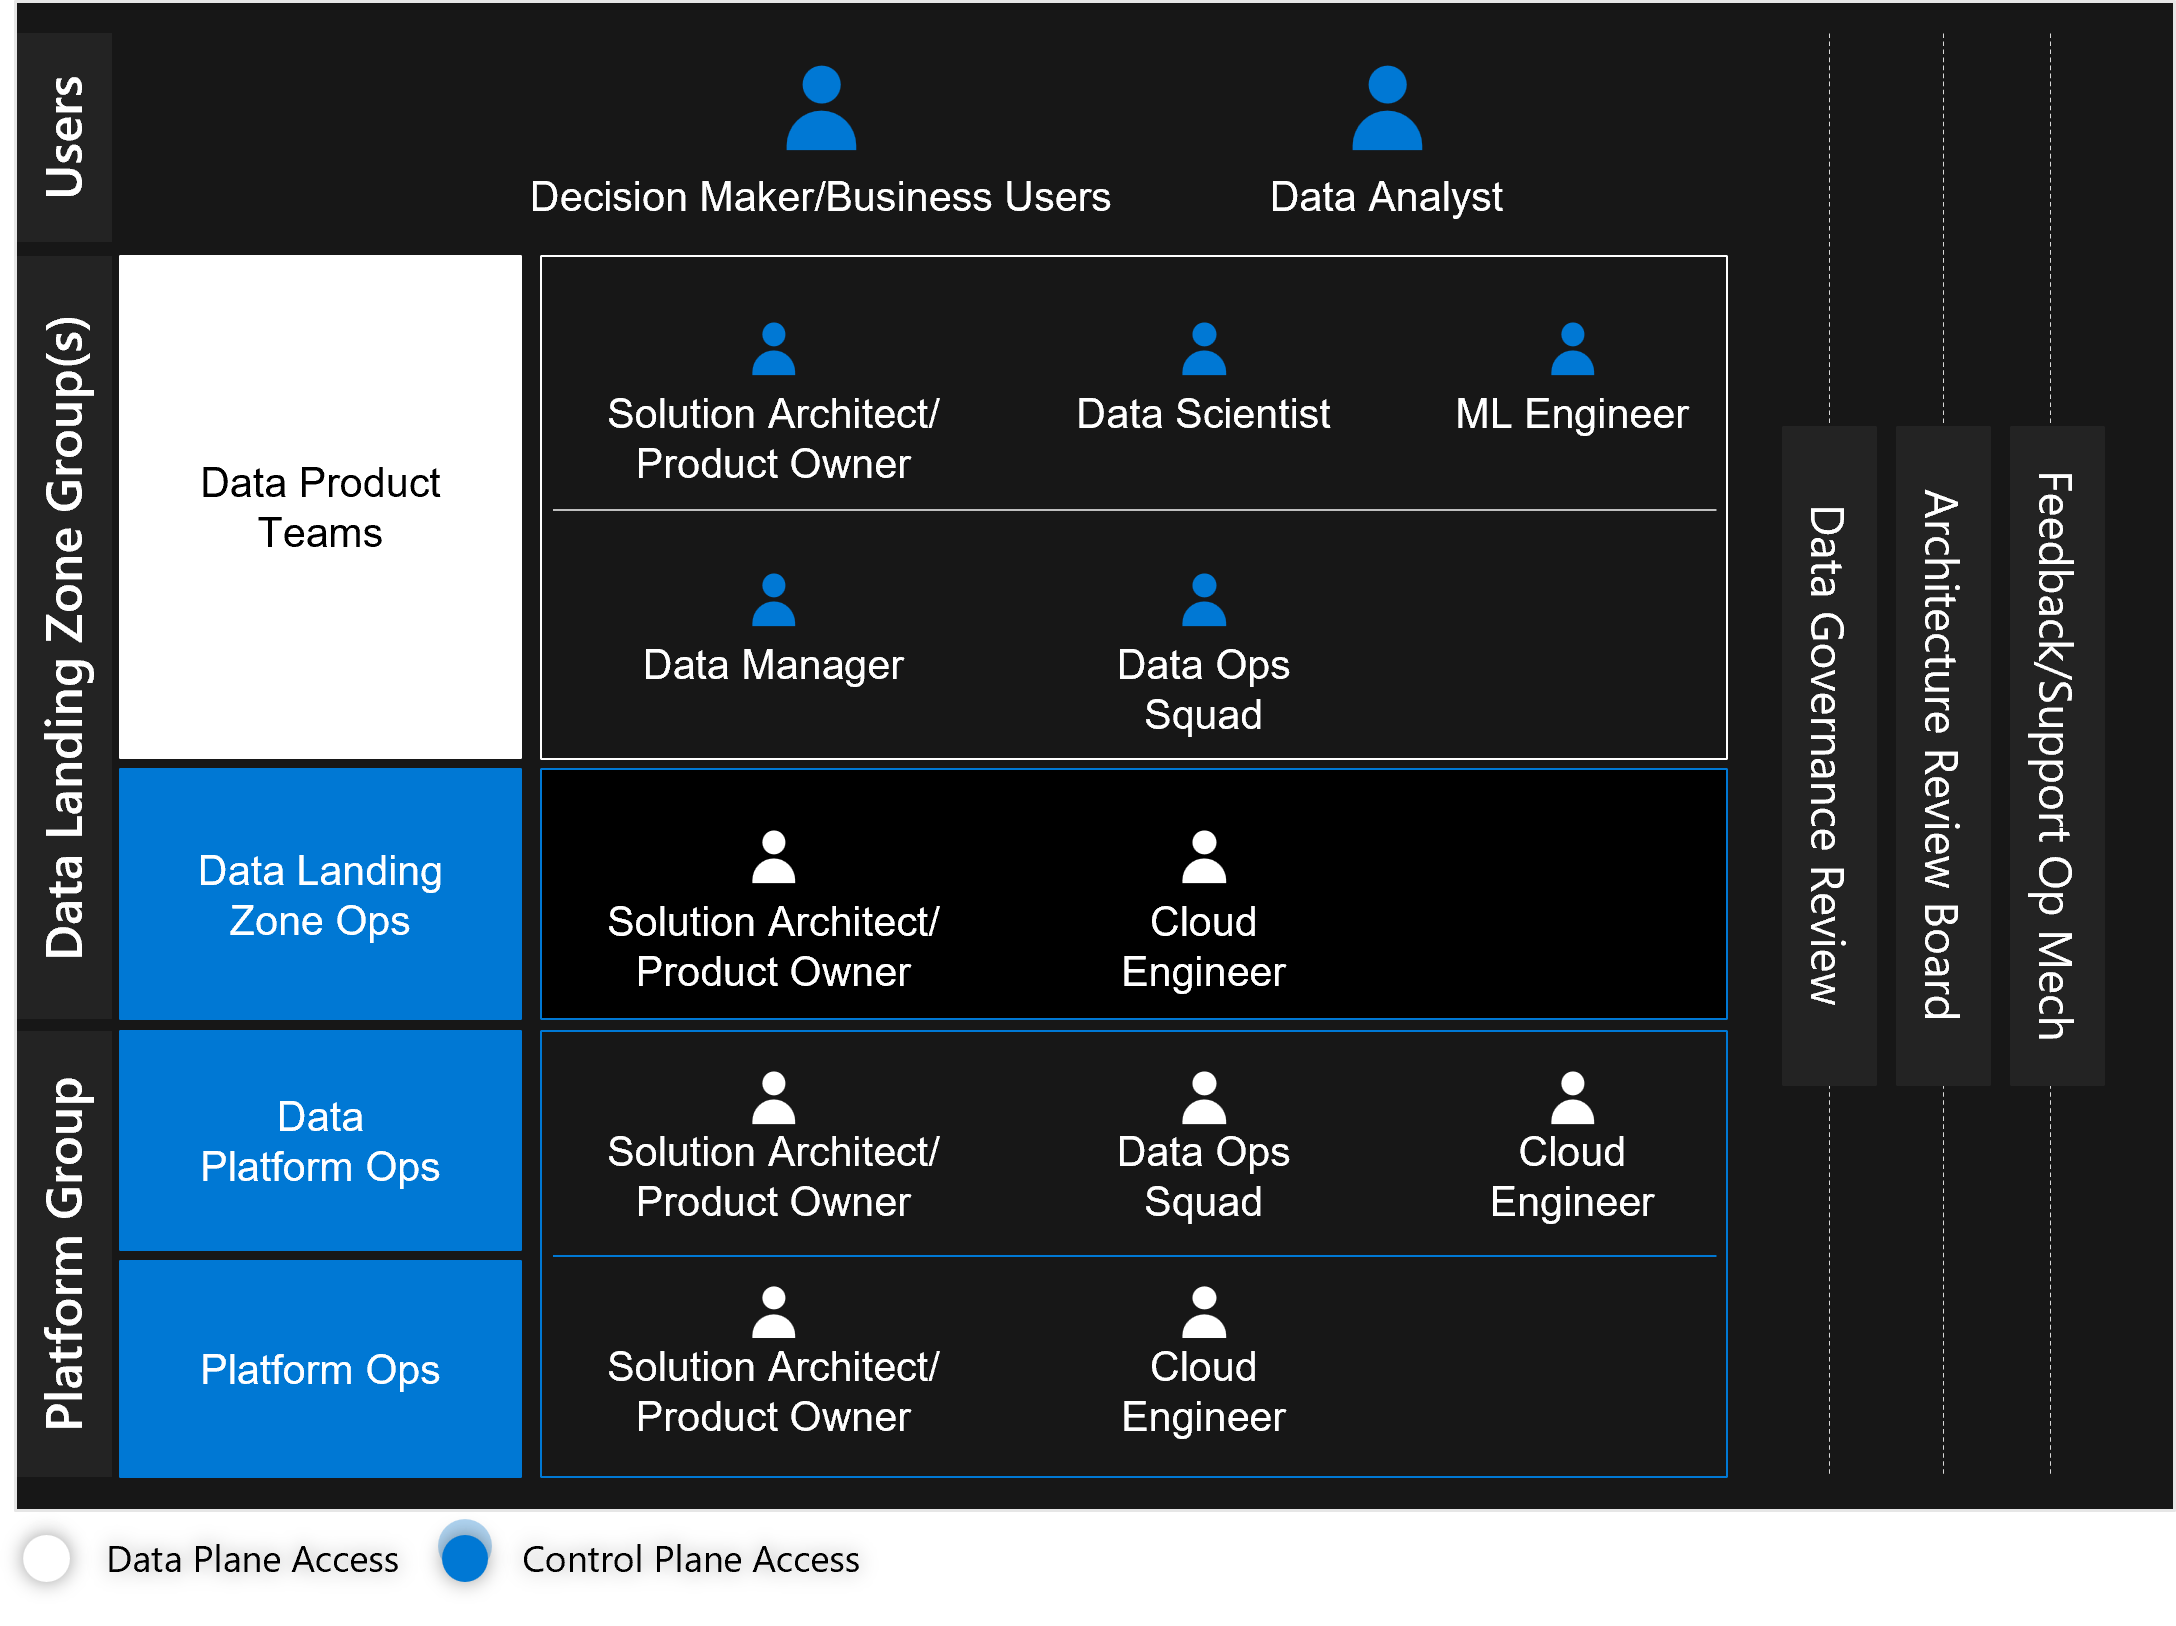 Users
Decision Maker/Business Users
Data Analyst
Data Landing Zone Group(s)
Data Product
Teams
Solution Architect/
Product Owner
Data Scientist
ML Engineer
Data Manager
Data Ops
Squad
Data Landing
Zone Ops
Solution Architect/
Product Owner
Cloud
Engineer
Platform Group
Data
Platform Ops
Solution Architect/
Product Owner
Data Ops
Squad
Cloud
Engineer
Platform Ops
Solution Architect/
Product Owner
Cloud
Engineer
Data Governance Review
Architecture Review Board
Feedback/Support Op Mech
Data Plane Access
Control Plane Access